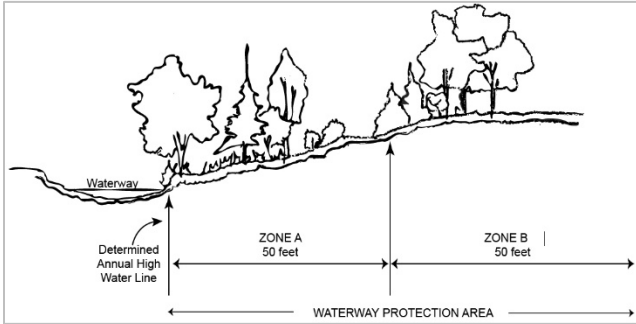 Waterway
Determined
Annual High
Water Line
ZONE A
50 feet
ZONE B
50 feet
WATERWAY PROTECTION AREA